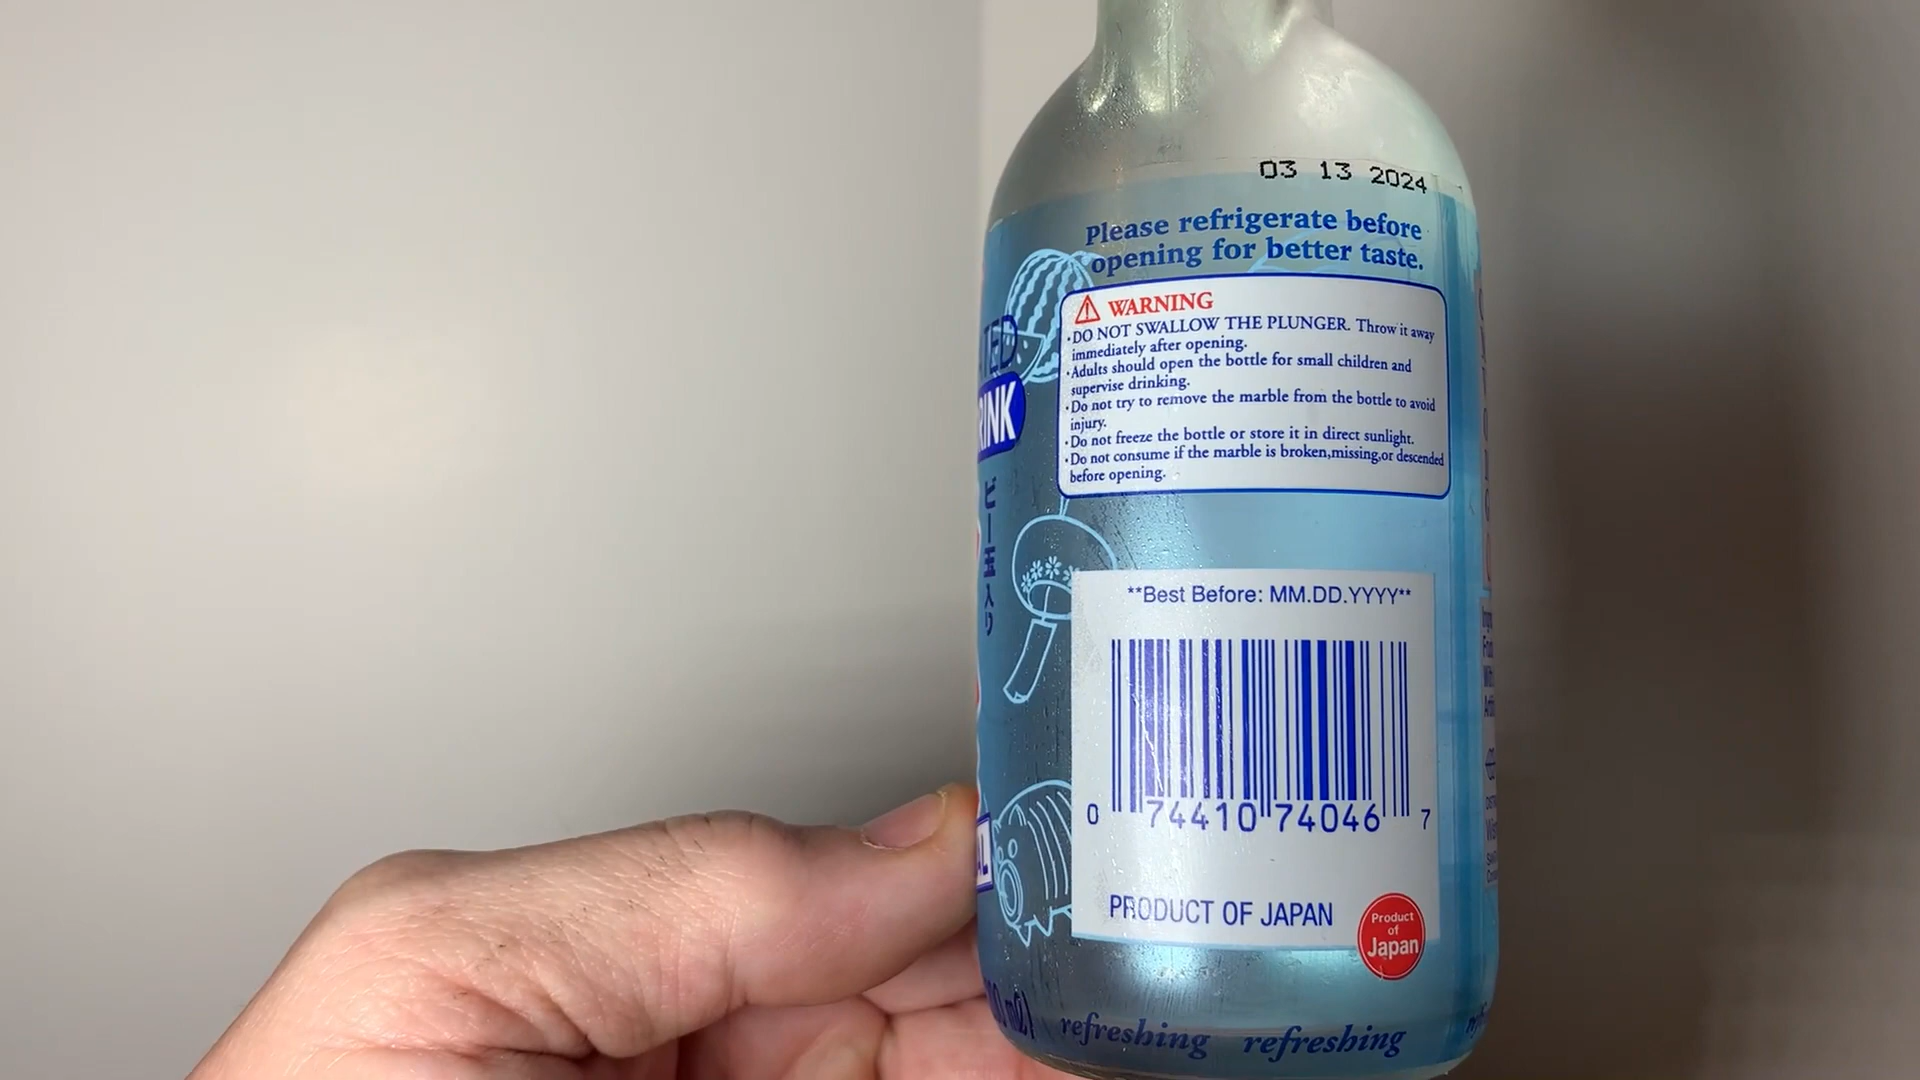 03 13 2024
Please refrigerate before
opening for better taste.
WARNING
・DO NOT SWALLOW THE PLUNGER. Throw it away
immediately after opening.
・Adults should open the bottle for small children and
supervise drinking.
・Do not try to remove the marble from the bottle to avoid
injury.
・Do not freeze the bottle or store it in direct sunlight.
・Do not consume if the marble is broken,missing,or descended
before opening.
ビー玉入り
**Best Before: MM.DD.YYYY**
0 74410 74046 7
PRODUCT OF JAPAN
Product
of
Japan
refreshing refreshing